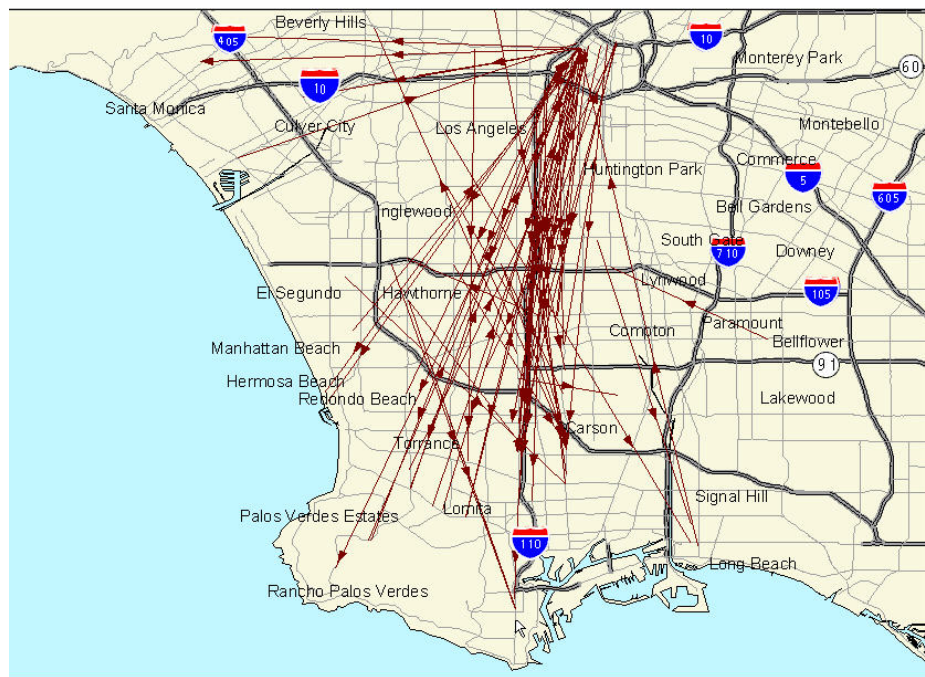 Beverly Hills
405
10
Monterey Park
60
10
Santa Monica
Culver City
Los Angeles
Montebello
Huntington Park
Commerce
5
605
Inglewood
Bell Gardens
South Gate
710
Downey
Lynwood
El Segundo
Hawthorne
105
Compton
Paramount
Bellflower
Manhattan Beach
91
Hermosa Beach
Redondo Beach
Lakewood
Carson
Torrance
Signal Hill
Lomita
Palos Verdes Estates
110
Long Beach
Rancho Palos Verdes